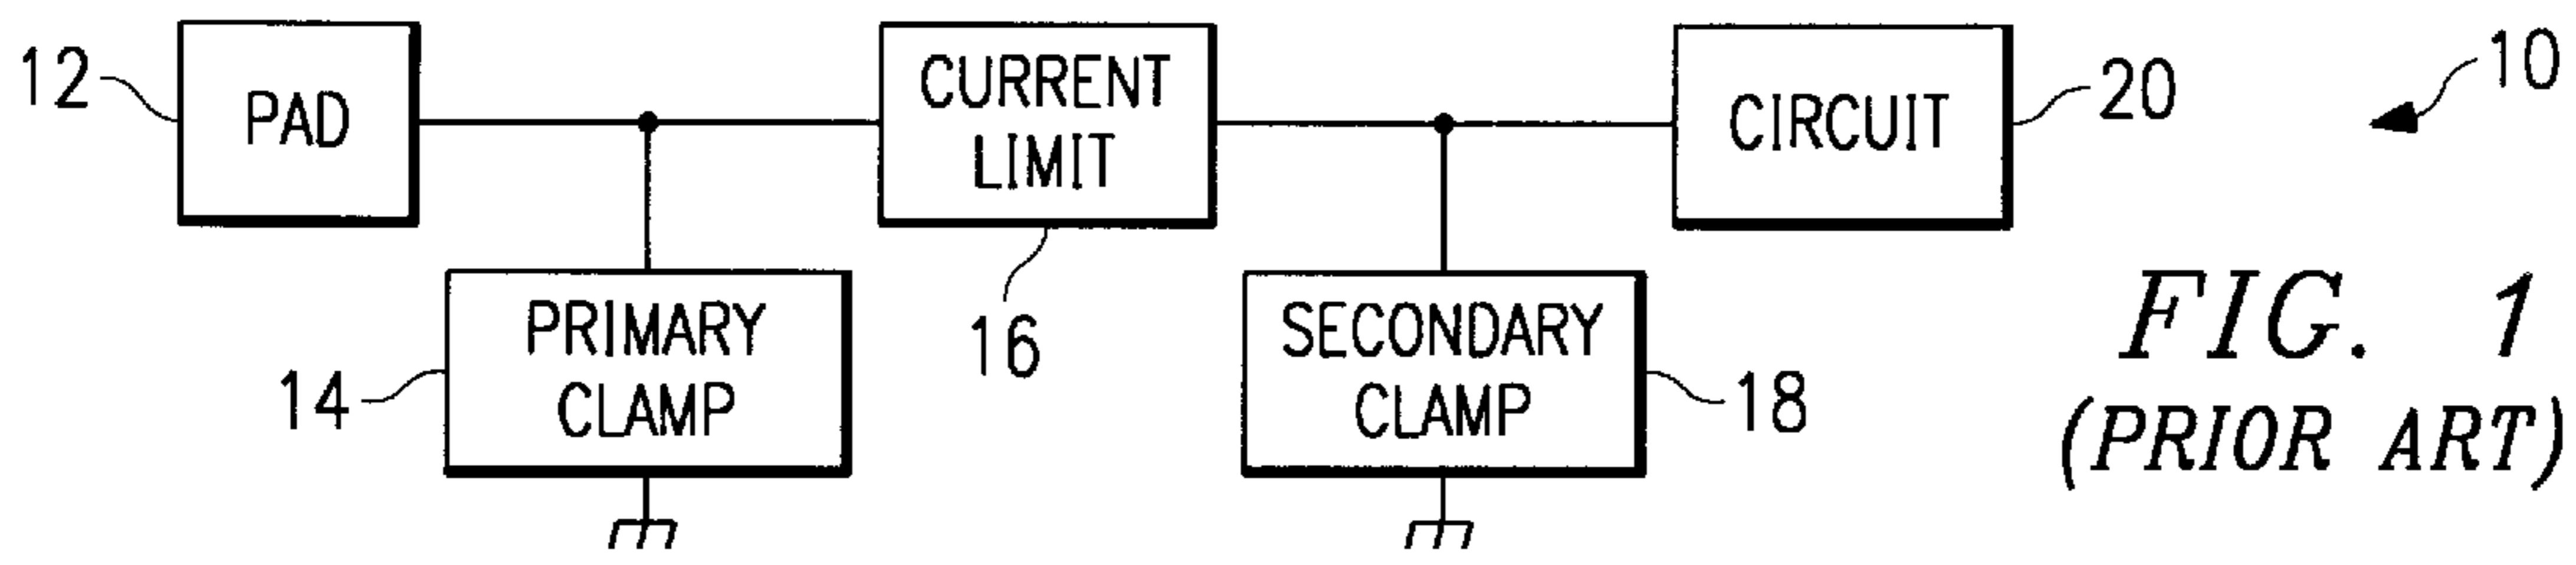 12
PAD
CURRENT
LIMIT
CIRCUIT
20
10
PRIMARY
CLAMP
14
16
SECONDARY
CLAMP
18
FIG. 1
(PRIOR ART)